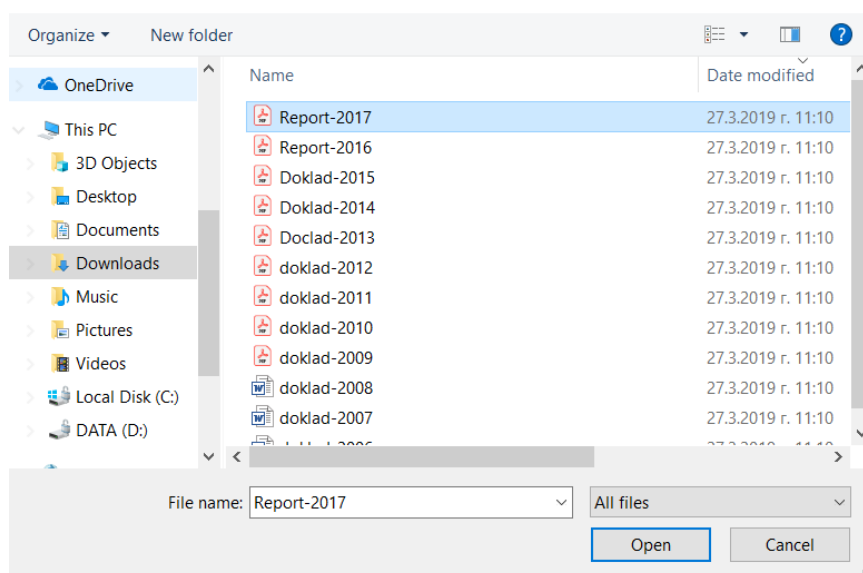 Organize New folder
Name Date modified
OneDrive
This PC
3D Objects
Desktop
Documents
Downloads
Music
Pictures
Videos
Local Disk (C:)
DATA (D:)
Report-2017 27.3.2019 г. 11:10
Report-2016 27.3.2019 г. 11:10
Doklad-2015 27.3.2019 г. 11:10
Doklad-2014 27.3.2019 г. 11:10
Doclad-2013 27.3.2019 г. 11:10
doklad-2012 27.3.2019 г. 11:10
doklad-2011 27.3.2019 г. 11:10
doklad-2010 27.3.2019 г. 11:10
doklad-2009 27.3.2019 г. 11:10
doklad-2008 27.3.2019 г. 11:10
doklad-2007 27.3.2019 г. 11:10
File name: Report-2017 All files
Open Cancel